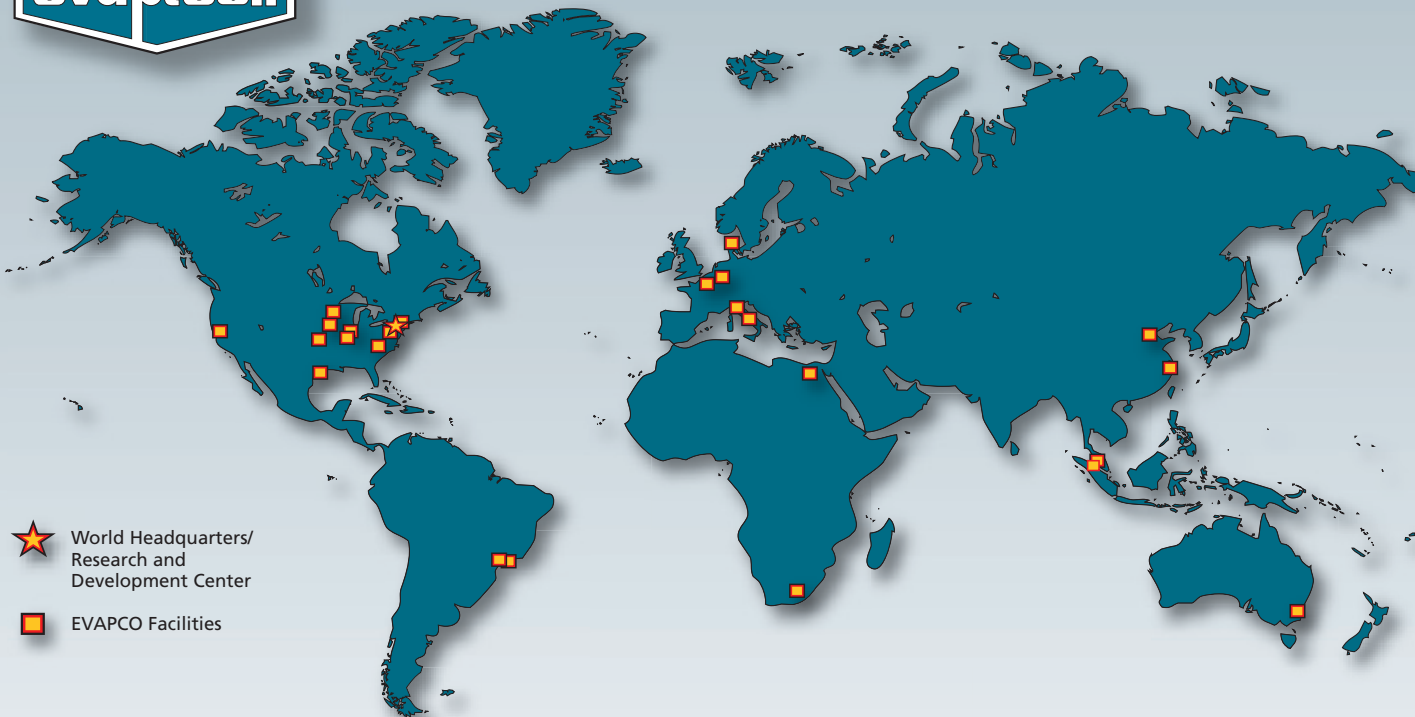 World Headquarters/
Research and
Development Center
EVAPCO Facilities